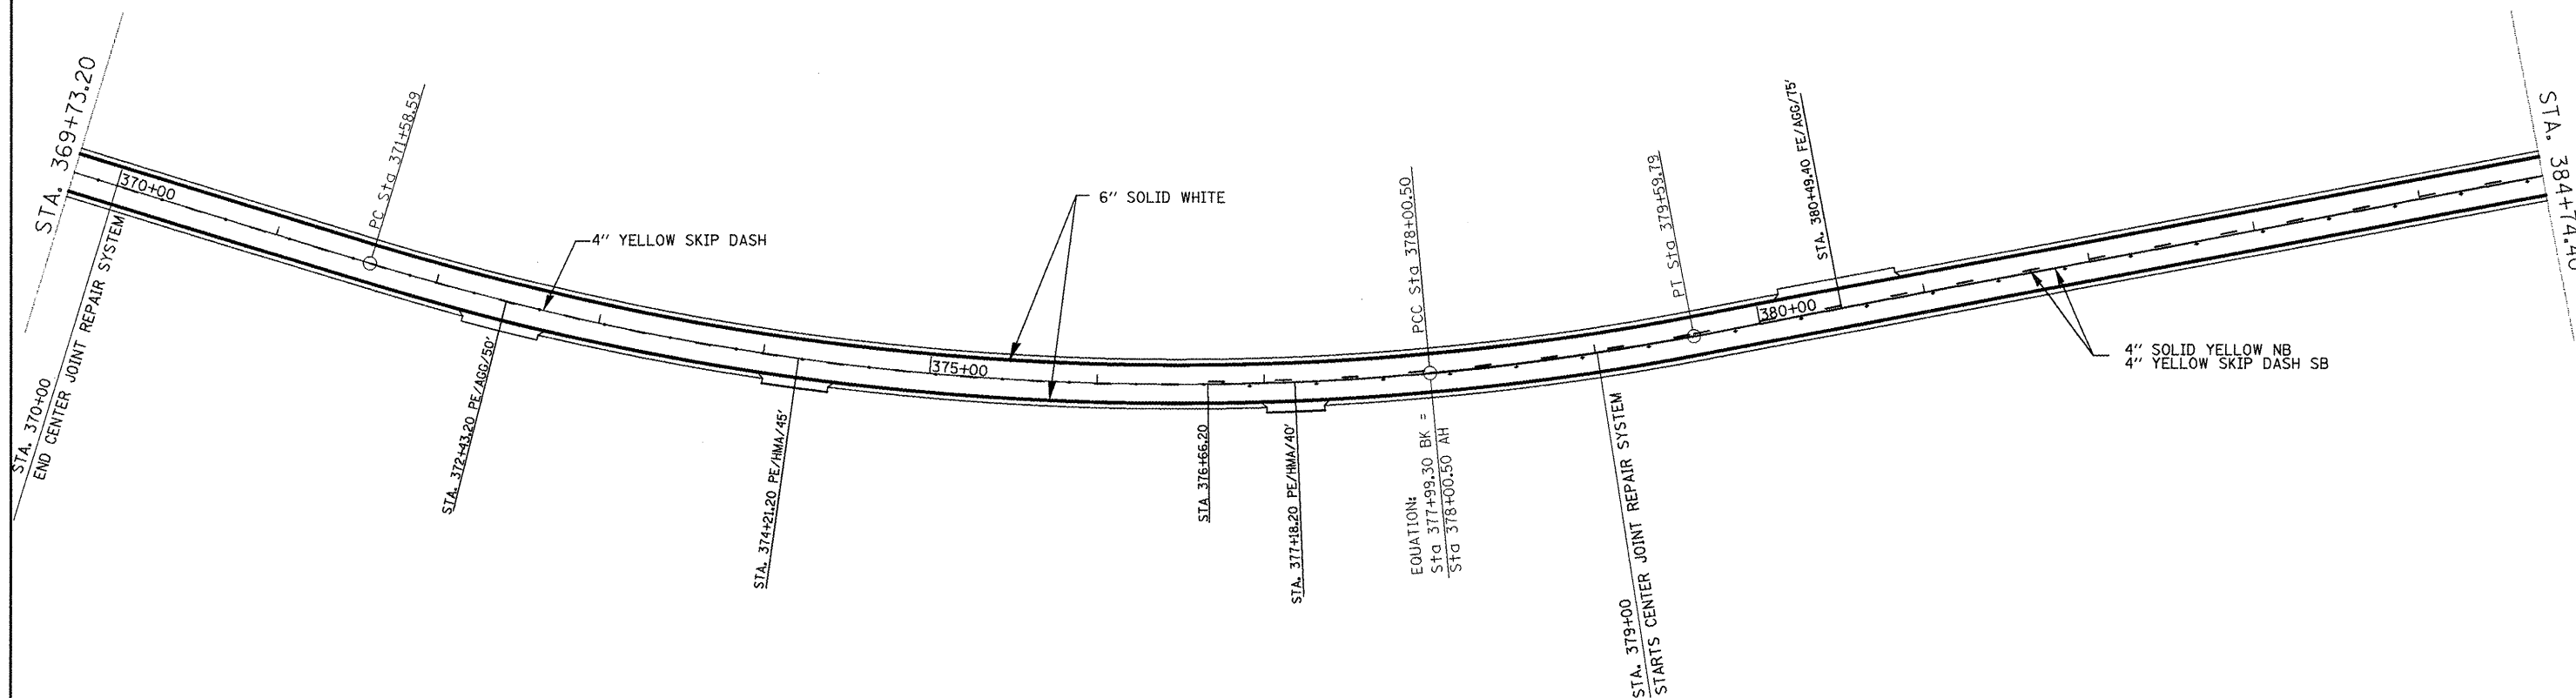 STA. 369+73.20
370+00
STA. 370+00
END CENTER JOINT REPAIR SYSTEM
PC Sta 371+58.59
STA. 372+43.20 PE/AGG/50'
4" YELLOW SKIP DASH
STA. 374+21.20 PE/HMA/45'
375+00
6" SOLID WHITE
STA 376+66.20
STA. 377+18.20 PE/HMA/40'
PCC Sta 378+00.50
EQUATION:
Sta 377+99.30 BK =
Sta 378+00.50 AH
STA. 379+00
STARTS CENTER JOINT REPAIR SYSTEM
PT Sta 379+59.79
380+00
STA. 380+49.40 FE/AGG/75'
4" SOLID YELLOW NB
4" YELLOW SKIP DASH SB
STA. 384+74.40